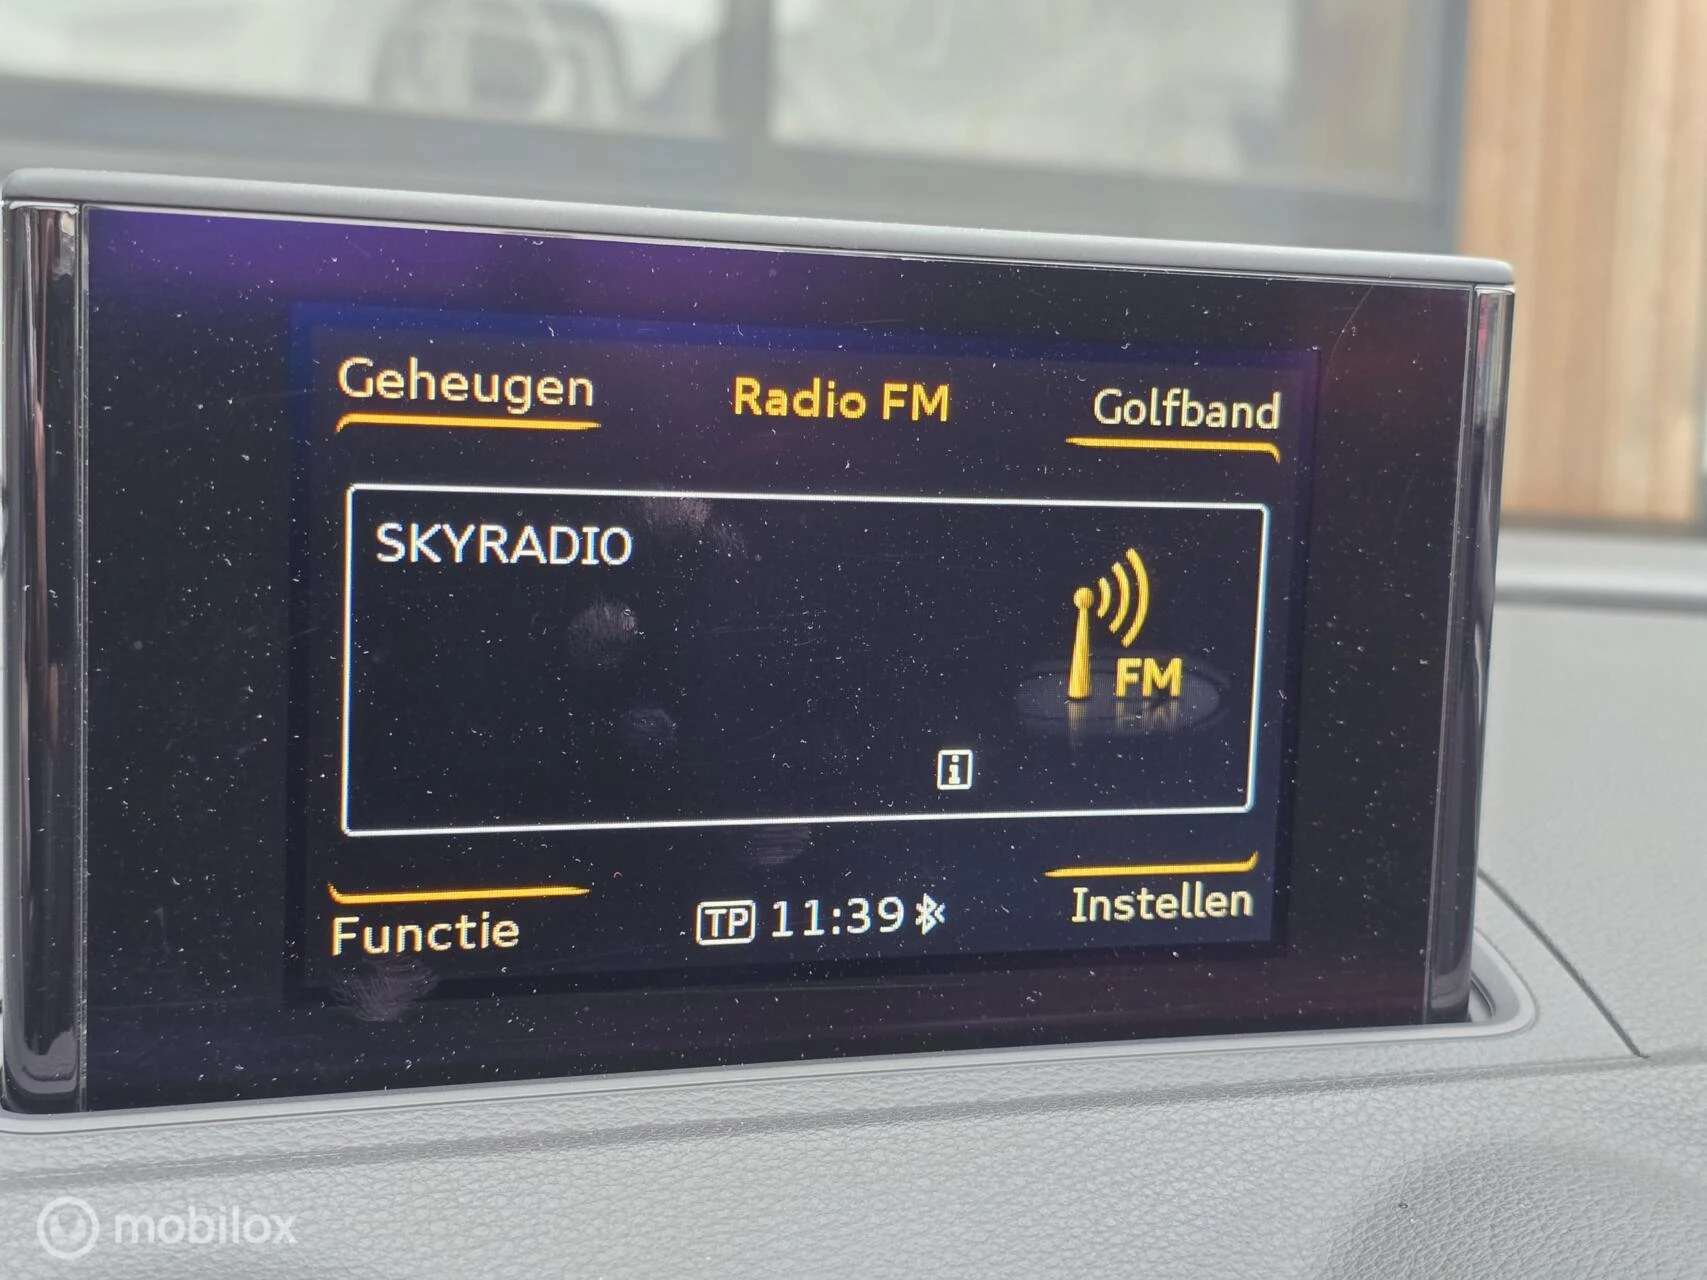 Geheugen
Radio FM
Golfband
SKYRADIO
FM
i
Functie
TP 11:39
Instellen
mobilox